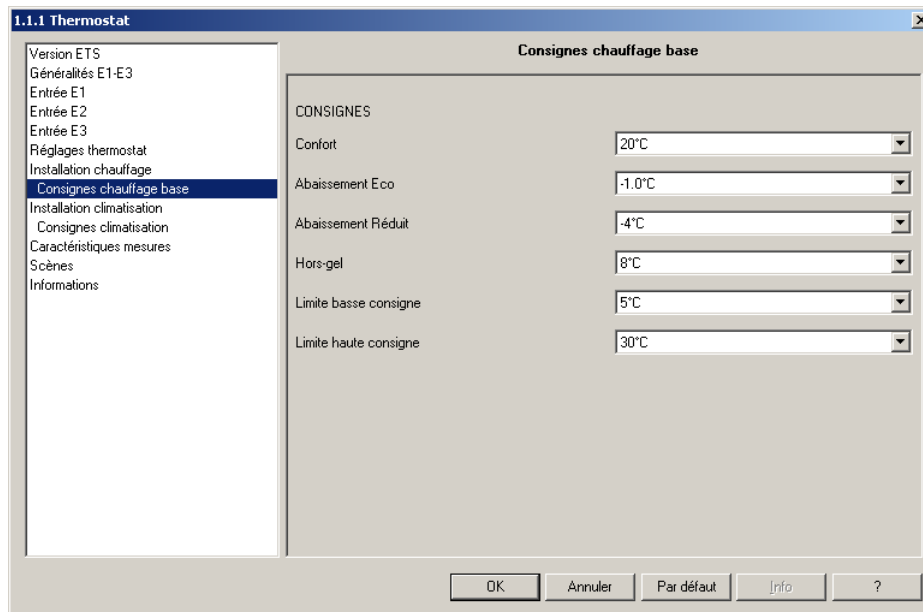 1.1.1 Thermostat
Version ETS
Généralités E1-E3
Entrée E1
Entrée E2
Entrée E3
Réglages thermostat
Installation chauffage
Consignes chauffage base
Installation climatisation
Consignes climatisation
Caractéristiques mesures
Scènes
Informations
Consignes chauffage base
CONSIGNES
Confort 20°C
Abaissement Eco -1.0°C
Abaissement Réduit -4°C
Hors-gel 8°C
Limite basse consigne 5°C
Limite haute consigne 30°C
OK Annuler Par défaut Info ?